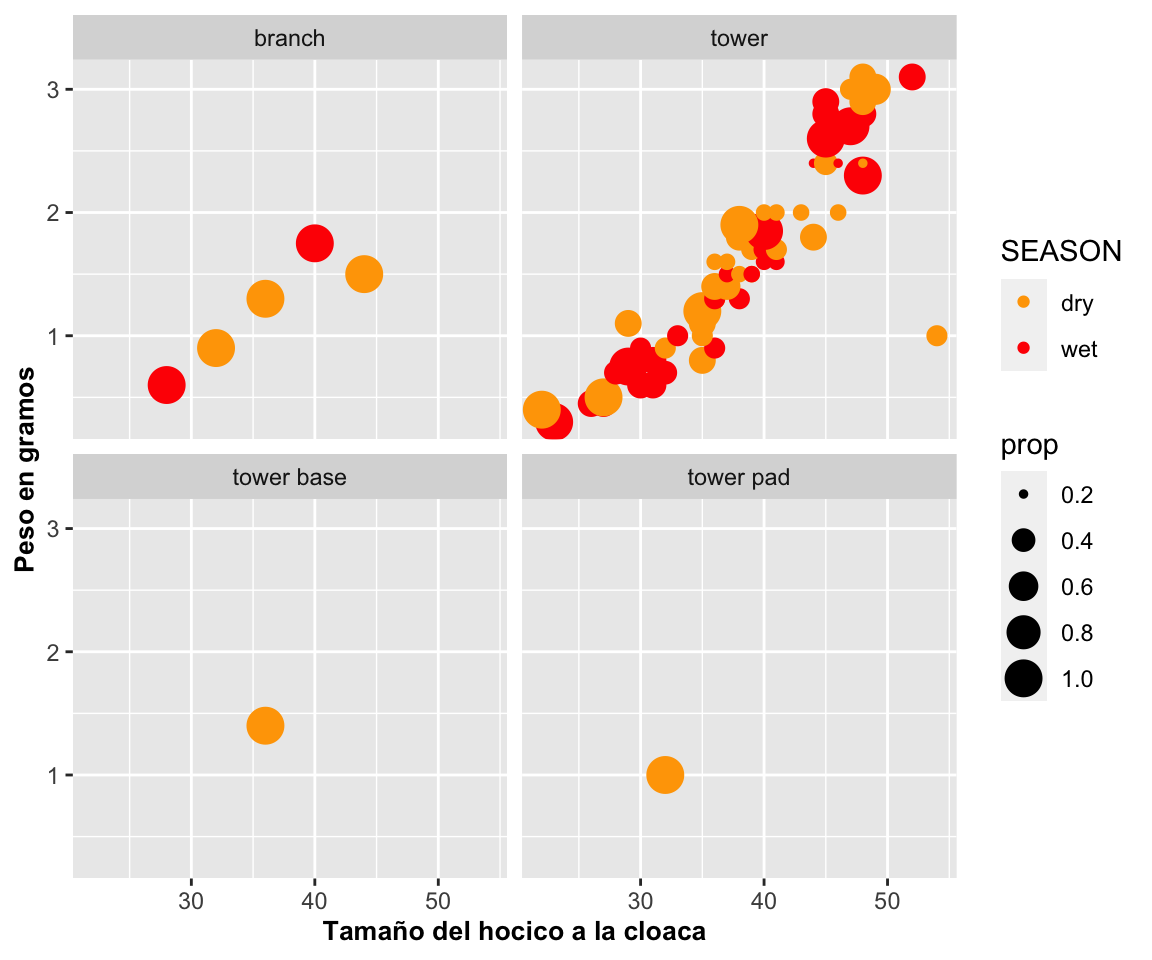 branch
tower
3
2
1
tower base
tower pad
3
2
1
30 40 50
30 40 50
Tamaño del hocico a la cloaca
Peso en gramos
SEASON
dry
wet
prop
0.2
0.4
0.6
0.8
1.0